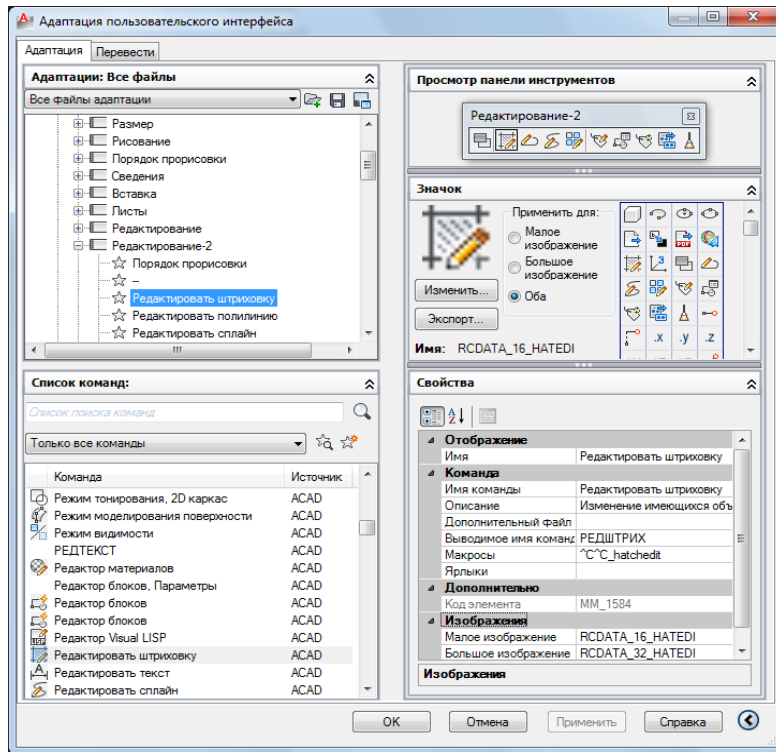 Адаптация пользовательского интерфейса
Адаптация Перевести
Адаптации: Все файлы
Все файлы адаптации
Размер
Рисование
Порядок прорисовки
Сведения
Вставка
Листы
Редактирование
Редактирование-2
Порядок прорисовки
--
Редактировать штриховку
Редактировать полилинию
Редактировать сплайн
Список команд:
Список поиска команд
Только все команды
Команда Источник
Режим тонирования, 2D каркас ACAD
Режим моделирования поверхности ACAD
Режим видимости ACAD
РЕДТЕКСТ ACAD
Редактор материалов ACAD
Редактор блоков, Параметры ACAD
Редактор блоков ACAD
Редактор блоков ACAD
Редактор Visual LISP ACAD
Редактировать штриховку ACAD
Редактировать текст ACAD
Редактировать сплайн ACAD
Просмотр панели инструментов
Редактирование-2
Значок
Применить для:
Малое
изображение
Большое
изображение
Оба
Изменить...
Экспорт...
.X .y .Z
Имя: RCDATA_16_HATEDI
Свойства
Отображение
Имя Редактировать штриховку
Команда
Имя команды Редактировать штриховку
Описание Изменение имеющихся объ
Дополнительный файл
Выводимое имя команд РЕДШТРИХ
Макросы ^C^C_hatchedit
Ярлыки
Дополнительно
Код элемента MM_1584
Изображения
Малое изображение RCDATA_16_HATEDI
Большое изображение RCDATA_32_HATEDI
Изображения
OK Отмена Применить Справка